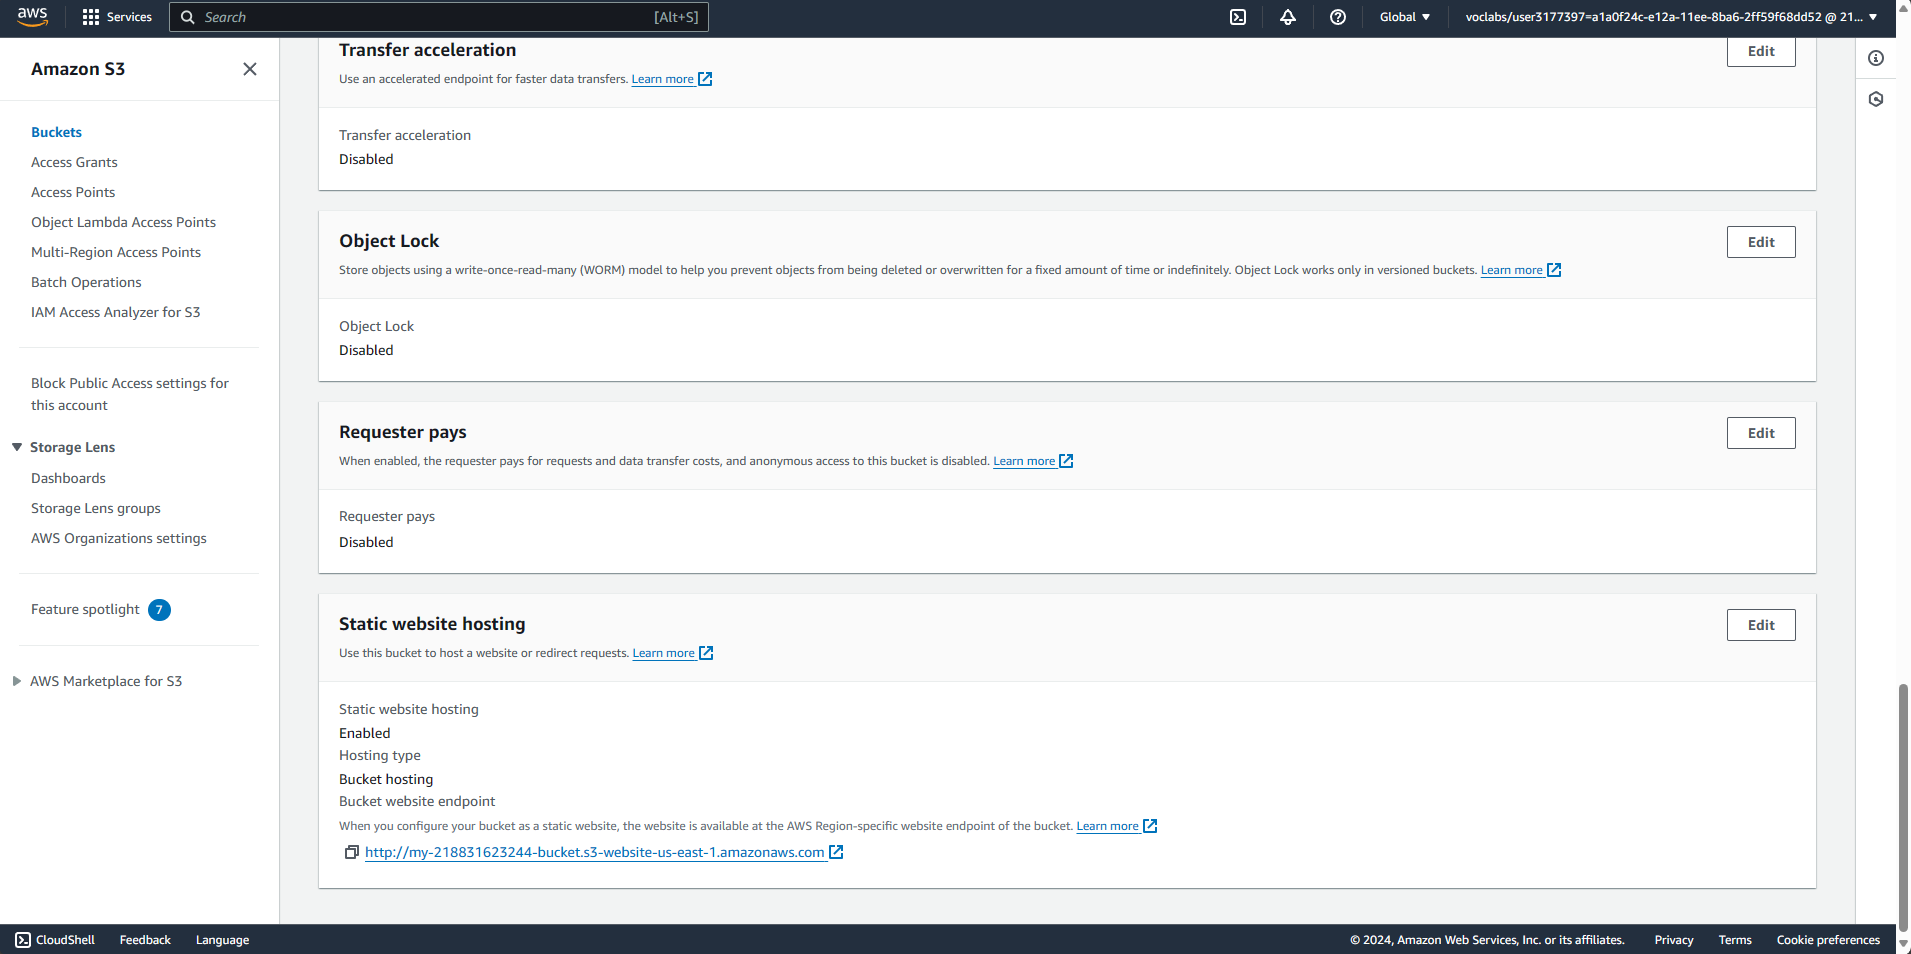 aws
Services
Search
[Alt+S]
Global
voclabs/user3177397=a1a0f24c-e12a-11ee-8ba6-2ff59f68dd52 @ 21...
Amazon S3
Buckets
Access Grants
Access Points
Object Lambda Access Points
Multi-Region Access Points
Batch Operations
IAM Access Analyzer for S3
Block Public Access settings for
this account
Storage Lens
Dashboards
Storage Lens groups
AWS Organizations settings
Feature spotlight 7
AWS Marketplace for S3
Transfer acceleration
Edit
Use an accelerated endpoint for faster data transfers. Learn more
Transfer acceleration
Disabled
Object Lock
Edit
Store objects using a write-once-read-many (WORM) model to help you prevent objects from being deleted or overwritten for a fixed amount of time or indefinitely. Object Lock works only in versioned buckets. Learn more
Object Lock
Disabled
Requester pays
Edit
When enabled, the requester pays for requests and data transfer costs, and anonymous access to this bucket is disabled. Learn more
Requester pays
Disabled
Static website hosting
Edit
Use this bucket to host a website or redirect requests. Learn more
Static website hosting
Enabled
Hosting type
Bucket hosting
Bucket website endpoint
When you configure your bucket as a static website, the website is available at the AWS Region-specific website endpoint of the bucket. Learn more
http://my-218831623244-bucket.s3-website-us-east-1.amazonaws.com
CloudShell
Feedback
Language
© 2024, Amazon Web Services, Inc. or its affiliates.
Privacy
Terms
Cookie preferences